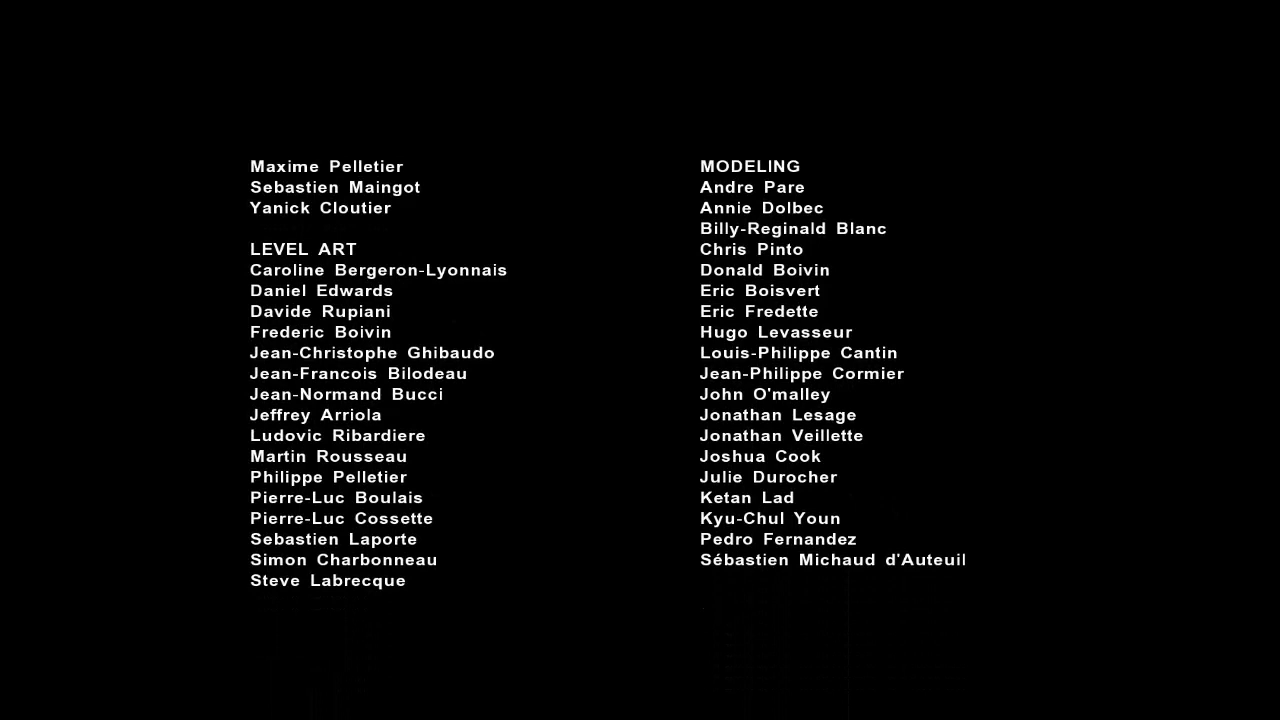 Maxime Pelletier
Sebastien Maingot
Yanick Cloutier
LEVEL ART
Caroline Bergeron-Lyonnais
Daniel Edwards
Davide Rupiani
Frederic Boivin
Jean-Christophe Ghibaudo
Jean-Francois Bilodeau
Jean-Normand Bucci
Jeffrey Arriola
Ludovic Ribardiere
Martin Rousseau
Philippe Pelletier
Pierre-Luc Boulais
Pierre-Luc Cossette
Sebastien Laporte
Simon Charbonneau
Steve Labrecque
MODELING
Andre Pare
Annie Dolbec
Billy-Reginald Blanc
Chris Pinto
Donald Boivin
Eric Boisvert
Eric Fredette
Hugo Levasseur
Louis-Philippe Cantin
Jean-Philippe Cormier
John O'malley
Jonathan Lesage
Jonathan Veillette
Joshua Cook
Julie Durocher
Ketan Lad
Kyu-Chul Youn
Pedro Fernandez
Sébastien Michaud d'Auteuil